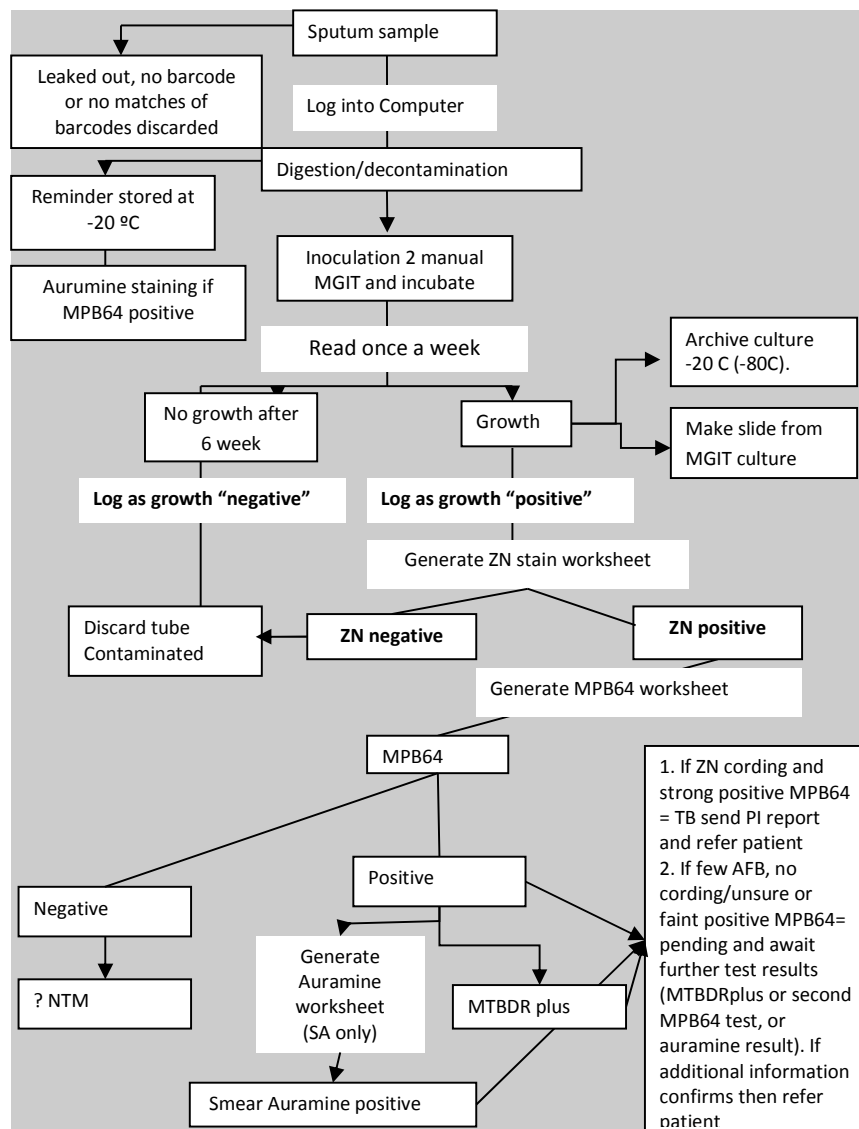 Sputum sample
Leaked out, no barcode
or no matches of
barcodes discarded
Log into Computer
Digestion/decontamination
Reminder stored at
-20 ºC
Aurumine staining if
MPB64 positive
Inoculation 2 manual
MGIT and incubate
Read once a week
Archive culture
-20 C (-80C).
No growth after
6 week
Growth
Make slide from
MGIT culture
Log as growth “negative”
Log as growth “positive”
Generate ZN stain worksheet
Discard tube
Contaminated
ZN negative
ZN positive
Generate MPB64 worksheet
MPB64
Negative
? NTM
Positive
Generate
Auramine
worksheet
(SA only)
MTBDR plus
Smear Auramine positive
1. If ZN cording and
strong positive MPB64
= TB send PI report
and refer patient
2. If few AFB, no
cording/unsure or
faint positive MPB64=
pending and await
further test results
(MTBDRplus or second
MPB64 test, or
auramine result). If
additional information
confirms then refer
patient